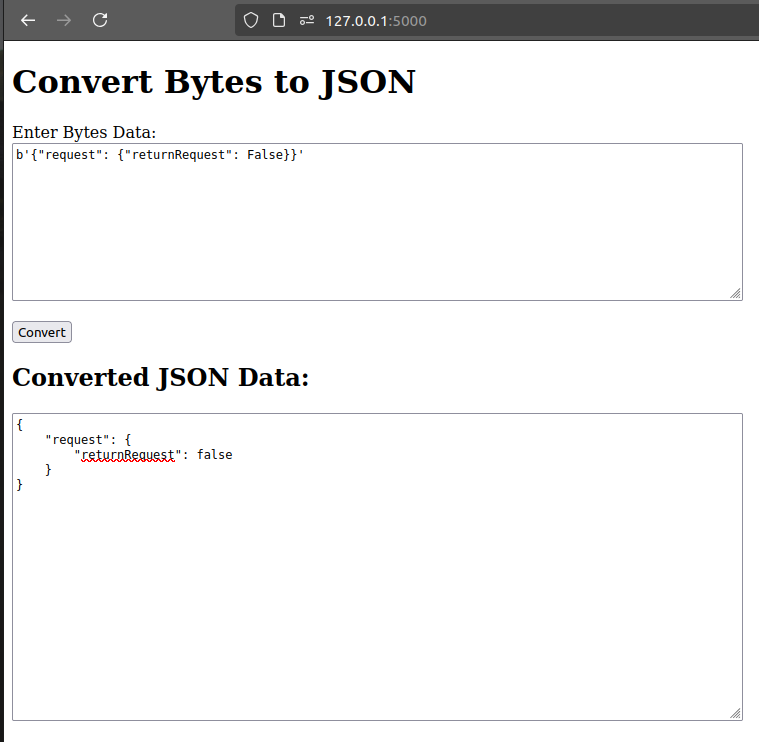 127.0.0.1:5000
Convert Bytes to JSON
Enter Bytes Data:
b'{"request": {"returnRequest": False}}'
Convert
Converted JSON Data:
{
    "request": {
        "returnRequest": false
    }
}